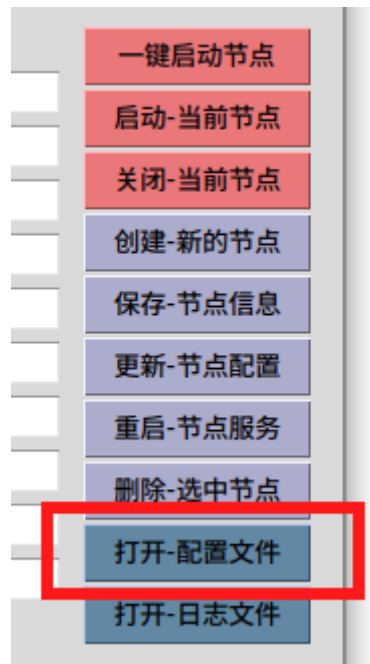 一键启动节点
启动-当前节点
关闭-当前节点
创建-新的节点
保存-节点信息
更新-节点配置
重启-节点服务
删除-选中节点
打开-配置文件
打开-日志文件